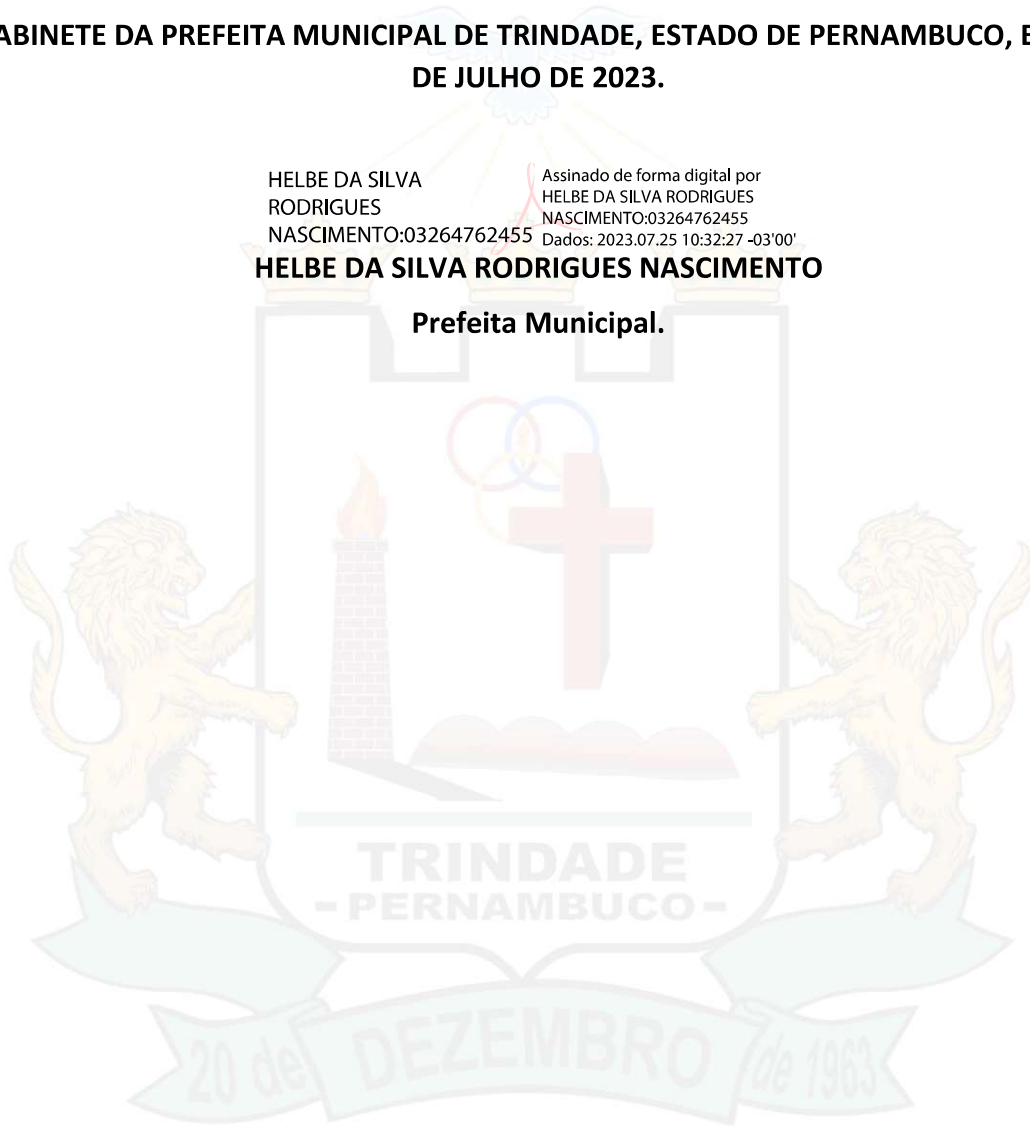 ABINETE DA PREFEITA MUNICIPAL DE TRINDADE, ESTADO DE PERNAMBUCO, E
DE JULHO DE 2023.
HELBE DA SILVA
RODRIGUES
NASCIMENTO:03264762455
Assinado de forma digital por
HELBE DA SILVA RODRIGUES
NASCIMENTO:03264762455
Dados: 2023.07.25 10:32:27 -03'00'
HELBE DA SILVA RODRIGUES NASCIMENTO
Prefeita Municipal.
TRINDADE
- PERNAMBUCO -
20 de DEZEMBRO de 1963